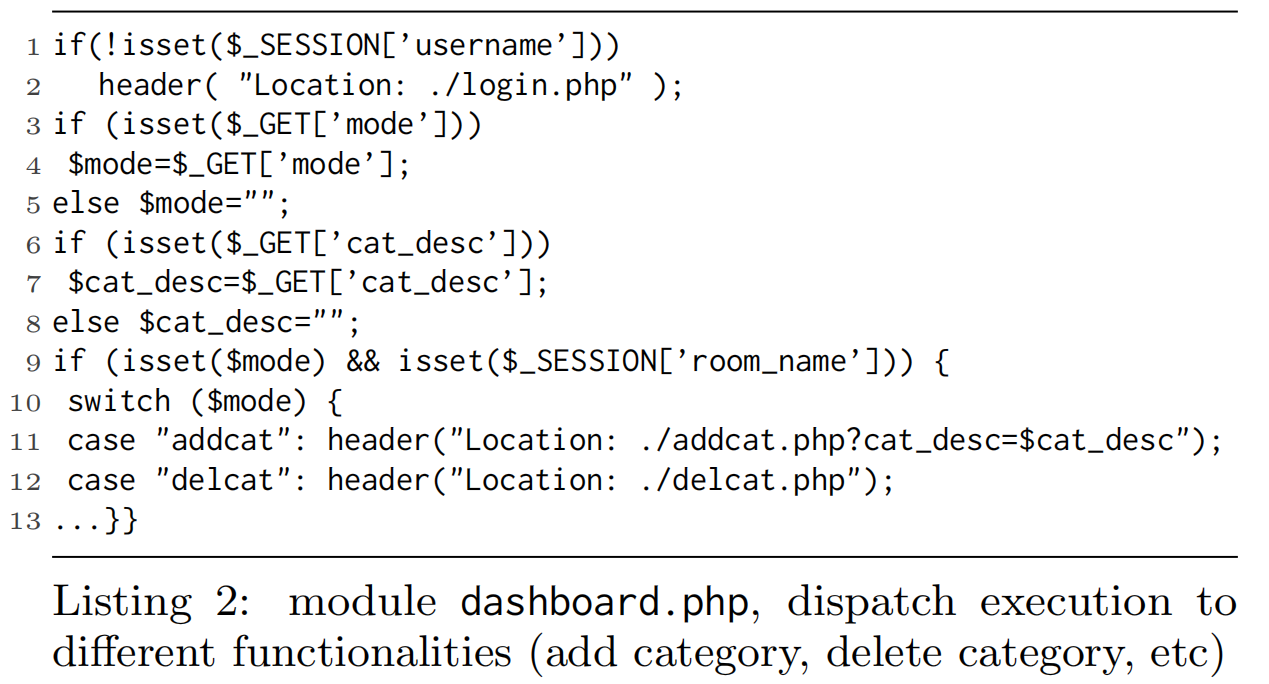 1 if(!isset($_SESSION[’username’]))
2 header( "Location: ./login.php" );
3 if (isset($_GET[’mode’]))
4 $mode=$_GET[’mode’];
5 else $mode="";
6 if (isset($_GET[’cat_desc’]))
7 $cat_desc=$_GET[’cat_desc’];
8 else $cat_desc="";
9 if (isset($mode) && isset($_SESSION[’room_name’])) {
10 switch ($mode) {
11 case "addcat": header("Location: ./addcat.php?cat_desc=$cat_desc");
12 case "delcat": header("Location: ./delcat.php");
13 ...}}
Listing 2: module dashboard.php, dispatch execution to
different functionalities (add category, delete category, etc)